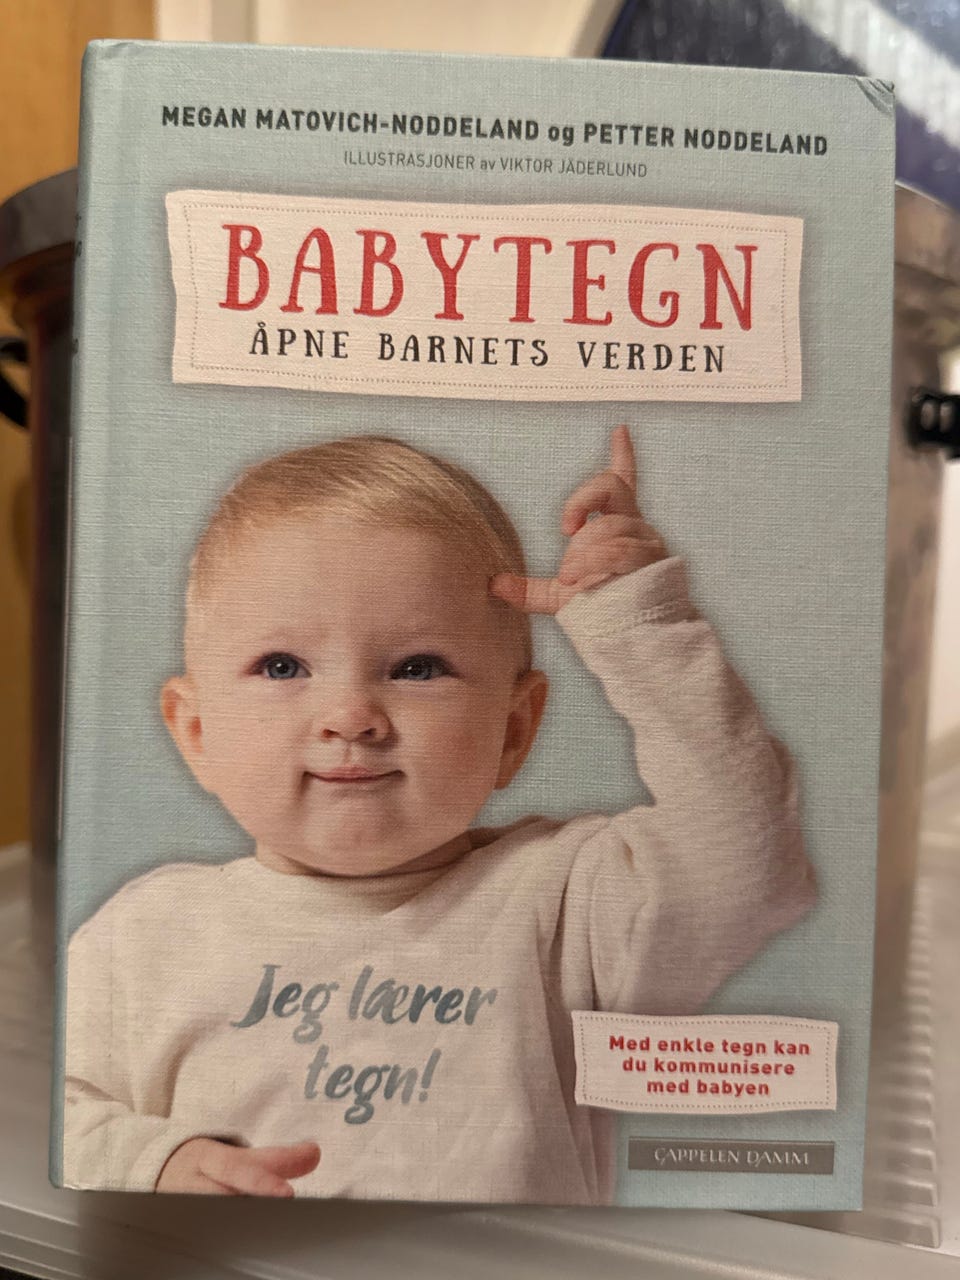 MEGAN MATOVICH-NODDELAND og PETTER NODDELAND
ILLUSTRASJONER av VIKTOR JÄDERLUND
BABYTEGN
ÅPNE BARNETS VERDEN
Jeg lærer
tegn!
Med enkle tegn kan
du kommunisere
med babyen
CAPPELEN DAMM